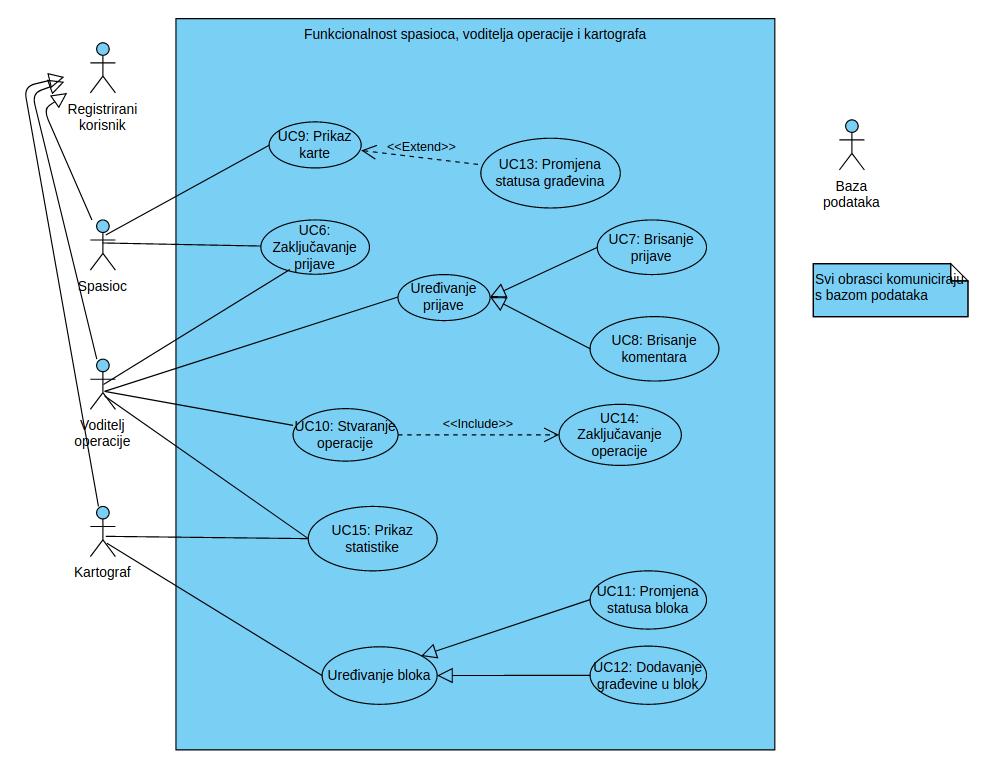 Funkcionalnost spasioca, voditelja operacije i kartografa
Registrirani
korisnik
UC9: Prikaz
karte
<<Extend>>
UC13: Promjena
statusa građevina
Baza
podataka
Spasioc
UC6:
Zaključavanje
prijave
UC7: Brisanje
prijave
Uređivanje
prijave
Svi obrasci komuniciraju
s bazom podataka
UC8: Brisanje
komentara
Voditelj
operacije
UC10: Stvaranje
operacije
<<Include>>
UC14:
Zaključavanje
operacije
UC15: Prikaz
statistike
Kartograf
UC11: Promjena
statusa bloka
Uređivanje bloka
UC12: Dodavanje
građevine u blok